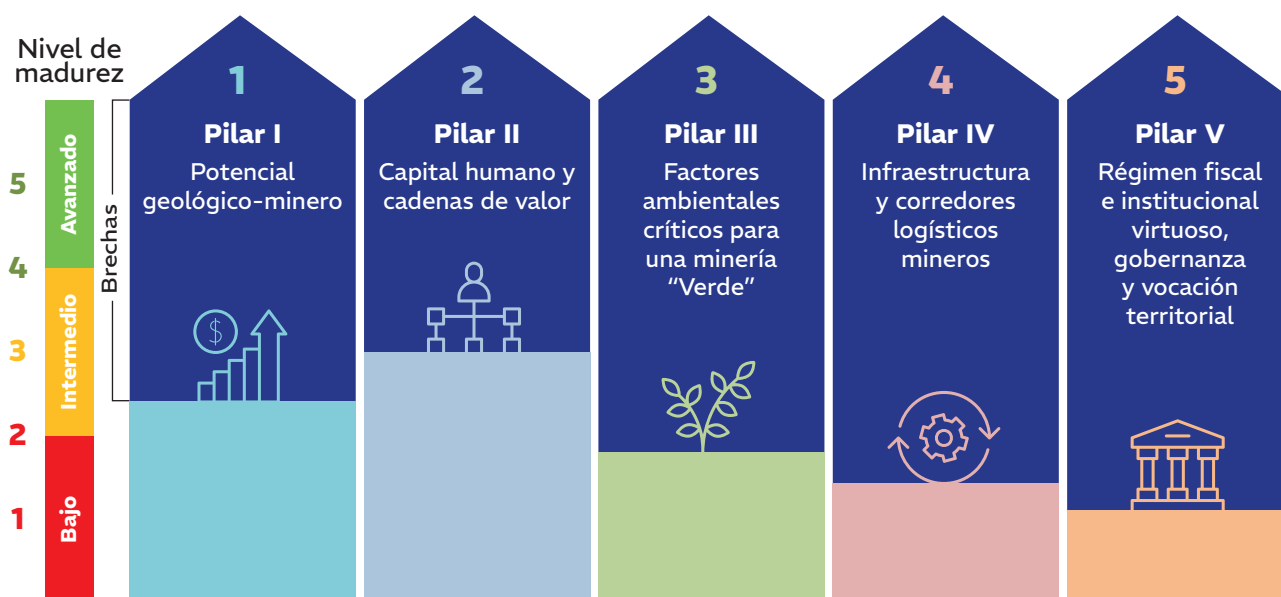 Nivel de
madurez
5
4
3
2
1
Avanzado
Intermedio
Bajo
Brechas
1
Pilar I
Potencial
geológico-minero
$
2
Pilar II
Capital humano y
cadenas de valor
3
Pilar III
Factores
ambientales
críticos para
una minería
“Verde”
4
Pilar IV
Infraestructura
y corredores
logísticos
mineros
5
Pilar V
Régimen fiscal
e institucional
virtuoso,
gobernanza
y vocación
territorial